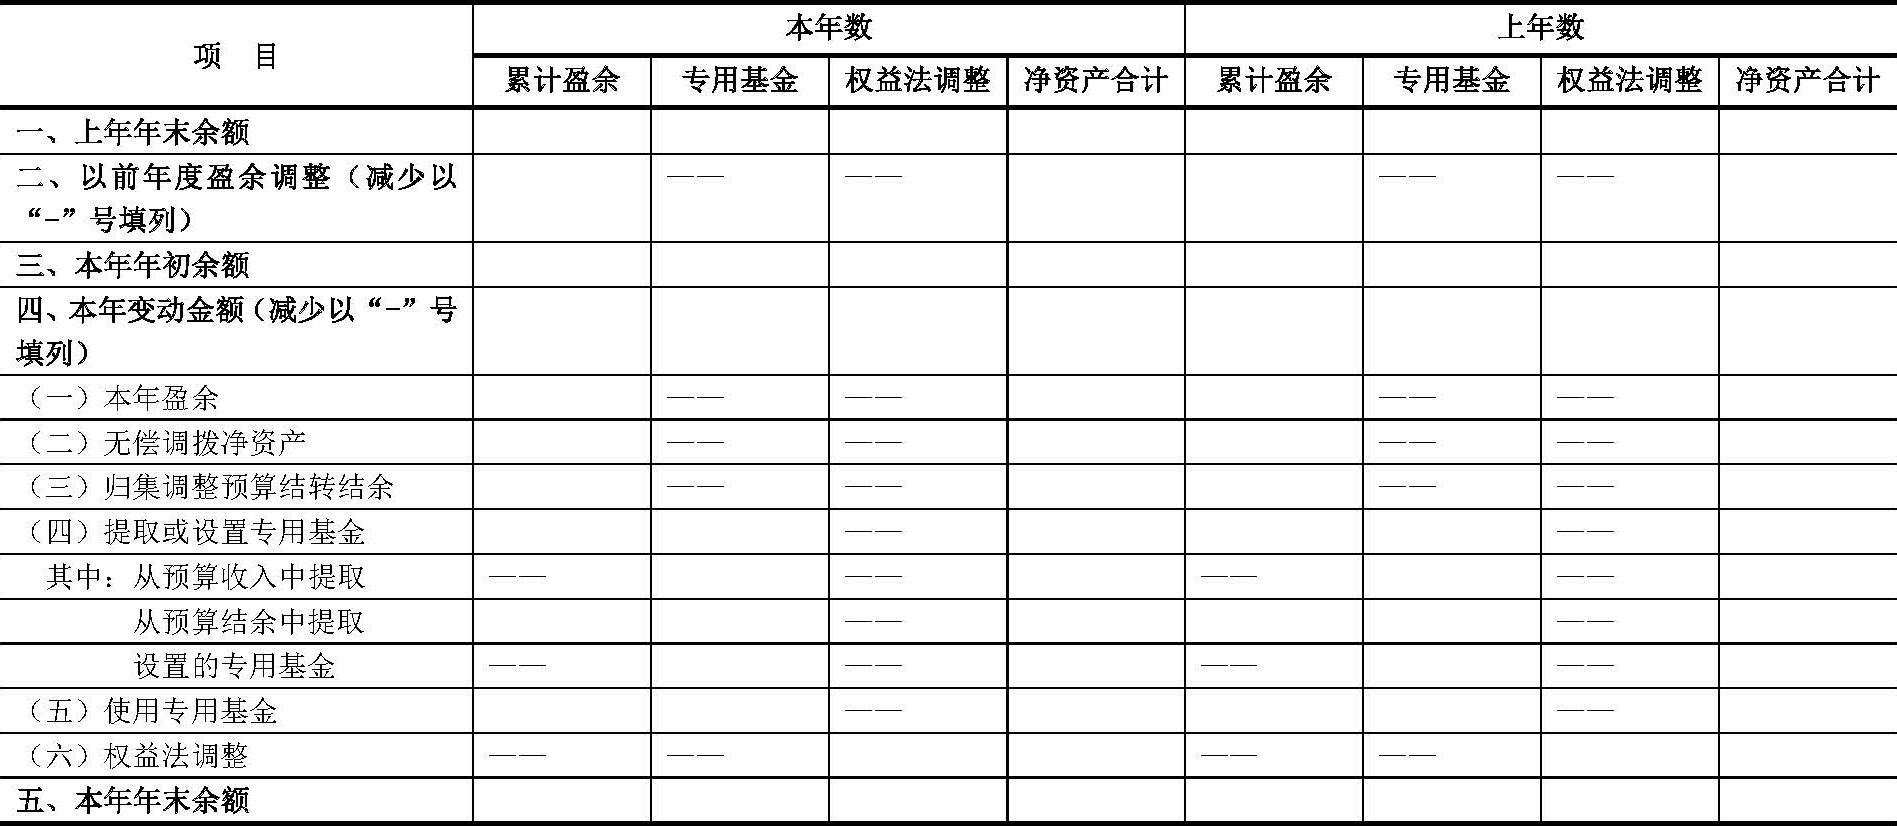 项 目 本年数 上年数
累计盈余 专用基金 权益法调整 净资产合计 累计盈余 专用基金 权益法调整 净资产合计
一、上年年末余额
二、以前年度盈余调整（减少以 —— —— —— ——
“-”号填列）
三、本年年初余额
四、本年变动金额（减少以“-”号
填列）
（一）本年盈余 —— —— —— ——
（二）无偿调拨净资产 —— —— —— ——
（三）归集调整预算结转结余 —— —— —— ——
（四）提取或设置专用基金 —— ——
其中：从预算收入中提取 —— —— —— ——
从预算结余中提取 —— ——
设置的专用基金 —— —— —— ——
（五）使用专用基金 —— ——
（六）权益法调整 —— —— —— ——
五、本年年末余额